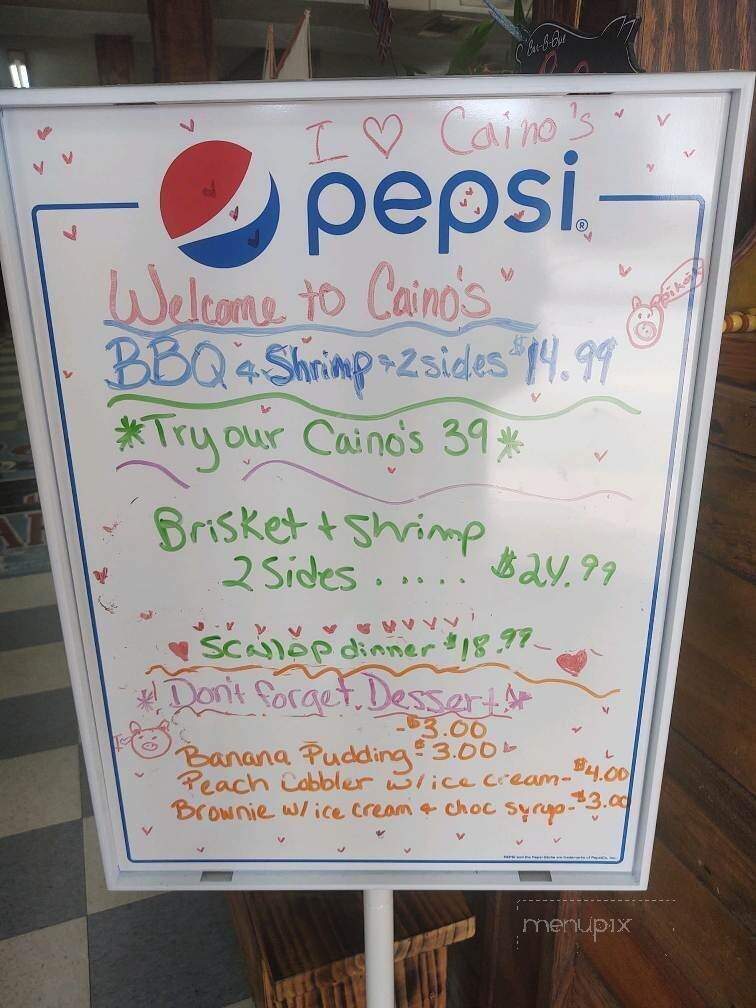 Bar-B-Que
I ♡ Caino's
pepsi®
Welcome to Caino's
BBQ & Shrimp + 2 sides $14.99
*Try our Caino's 39*
Brisket + Shrimp
2 Sides ..... $24.99
Scallop dinner $18.99
*Don't forget Dessert*
-$3.00
Banana Pudding - $3.00
Peach Cobbler w/ ice cream - $4.00
Brownie w/ ice cream & choc syrup - $3.00
menupix